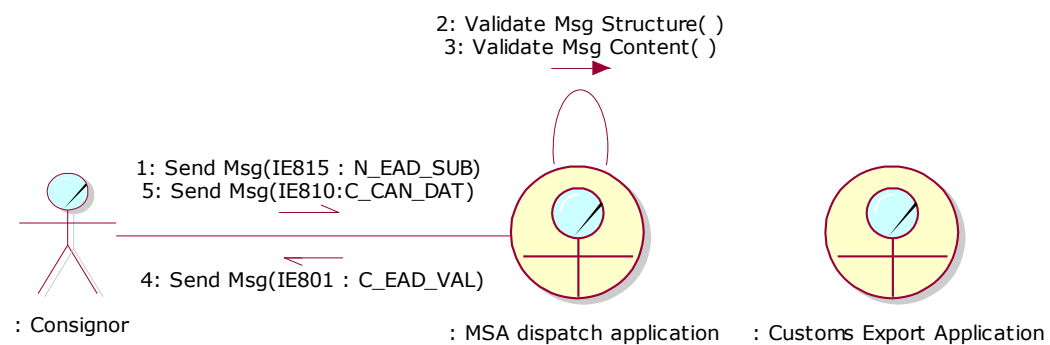 2: Validate Msg Structure( )
3: Validate Msg Content( )
1: Send Msg(IE815 : N_EAD_SUB)
5: Send Msg(IE810:C_CAN_DAT)
4: Send Msg(IE801 : C_EAD_VAL)
: Consignor
: MSA dispatch application
: Customs Export Application